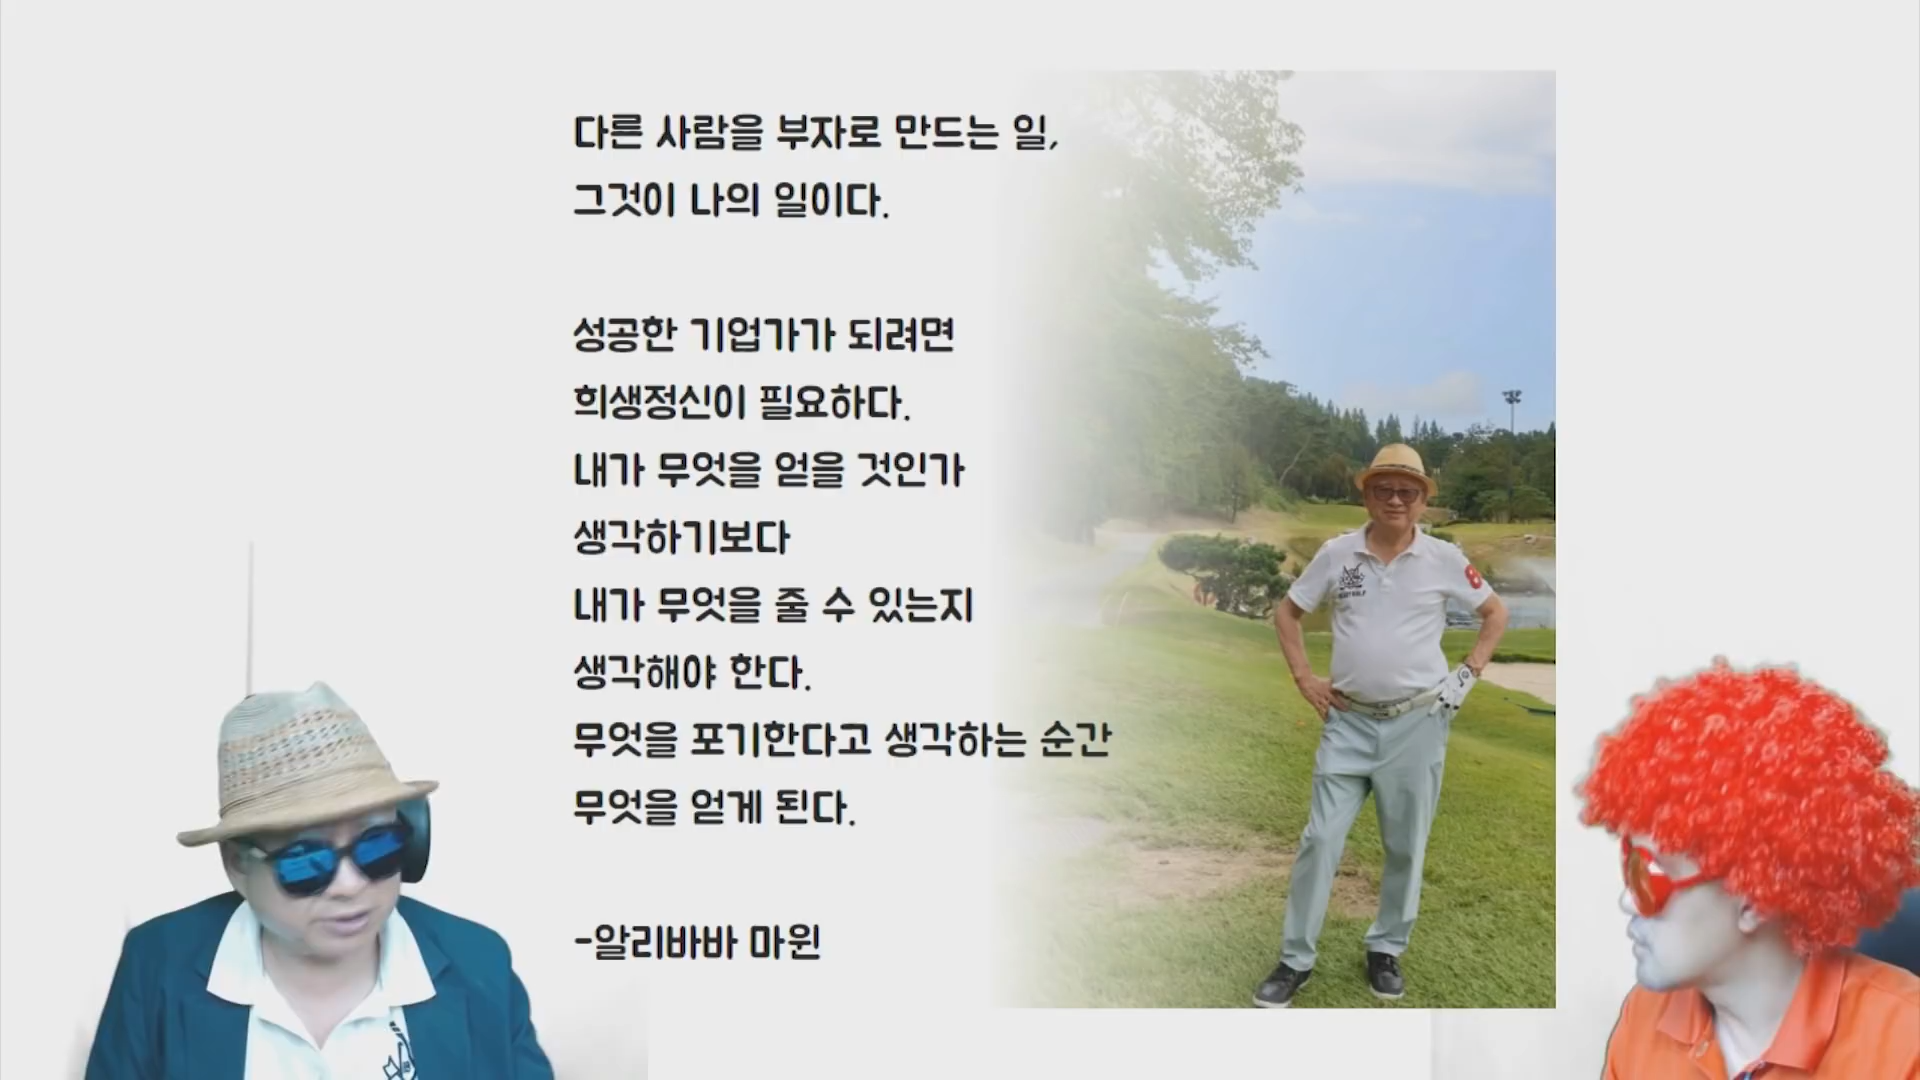 다른 사람을 부자로 만드는 일,
그것이 나의 일이다.
성공한 기업가가 되려면
희생정신이 필요하다.
내가 무엇을 얻을 것인가
생각하기보다
내가 무엇을 줄 수 있는지
생각해야 한다.
무엇을 포기한다고 생각하는 순간
무엇을 얻게 된다.
-알리바바 마윈
8